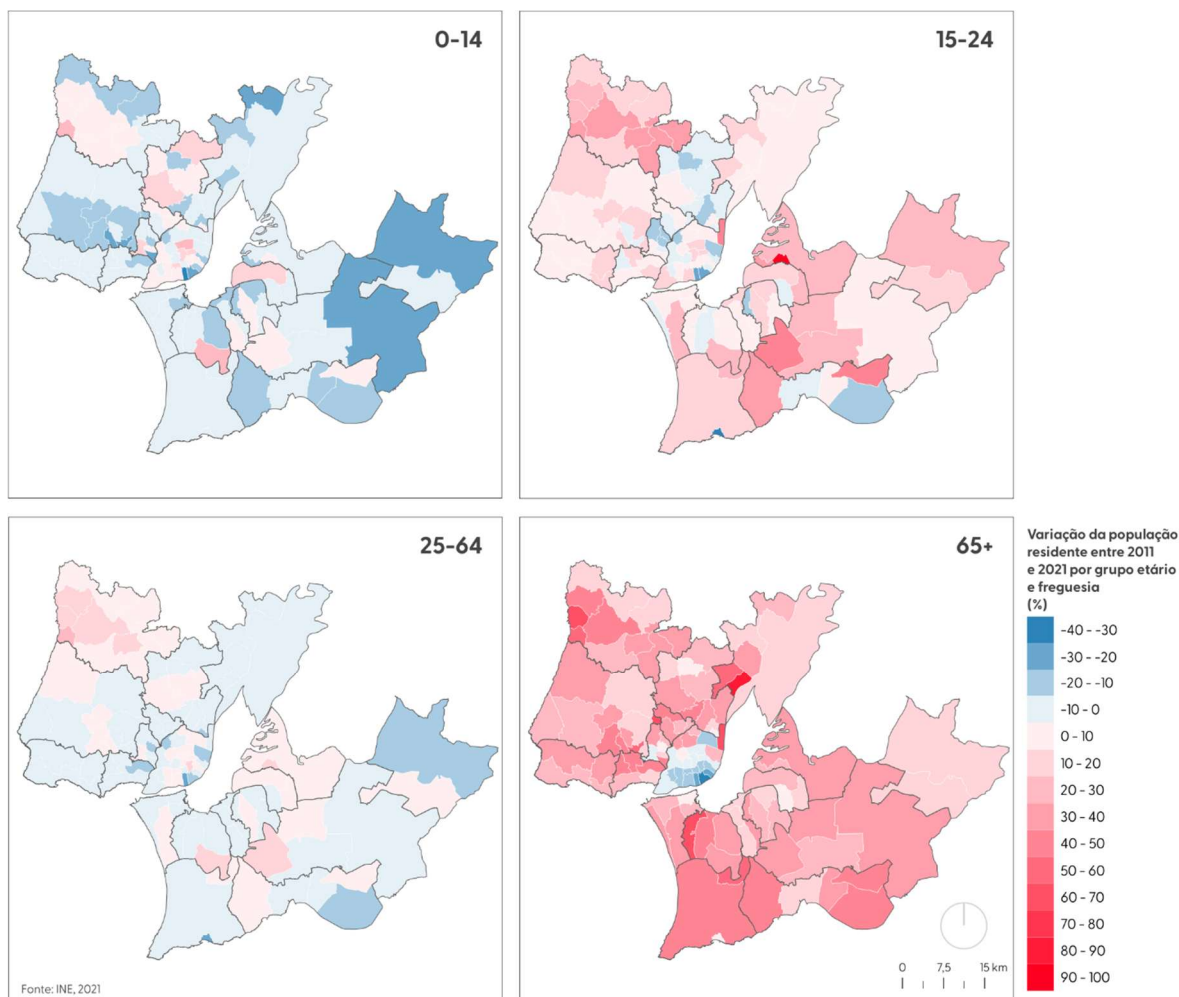 0-14
15-24
25-64
65+
Variação da população
residente entre 2011
e 2021 por grupo etário
e freguesia
(%)
-40 - -30
-30 - -20
-20 - -10
-10 - 0
0 - 10
10 - 20
20 - 30
30 - 40
40 - 50
50 - 60
60 - 70
70 - 80
80 - 90
90 - 100
0 7,5 15 km
Fonte: INE, 2021